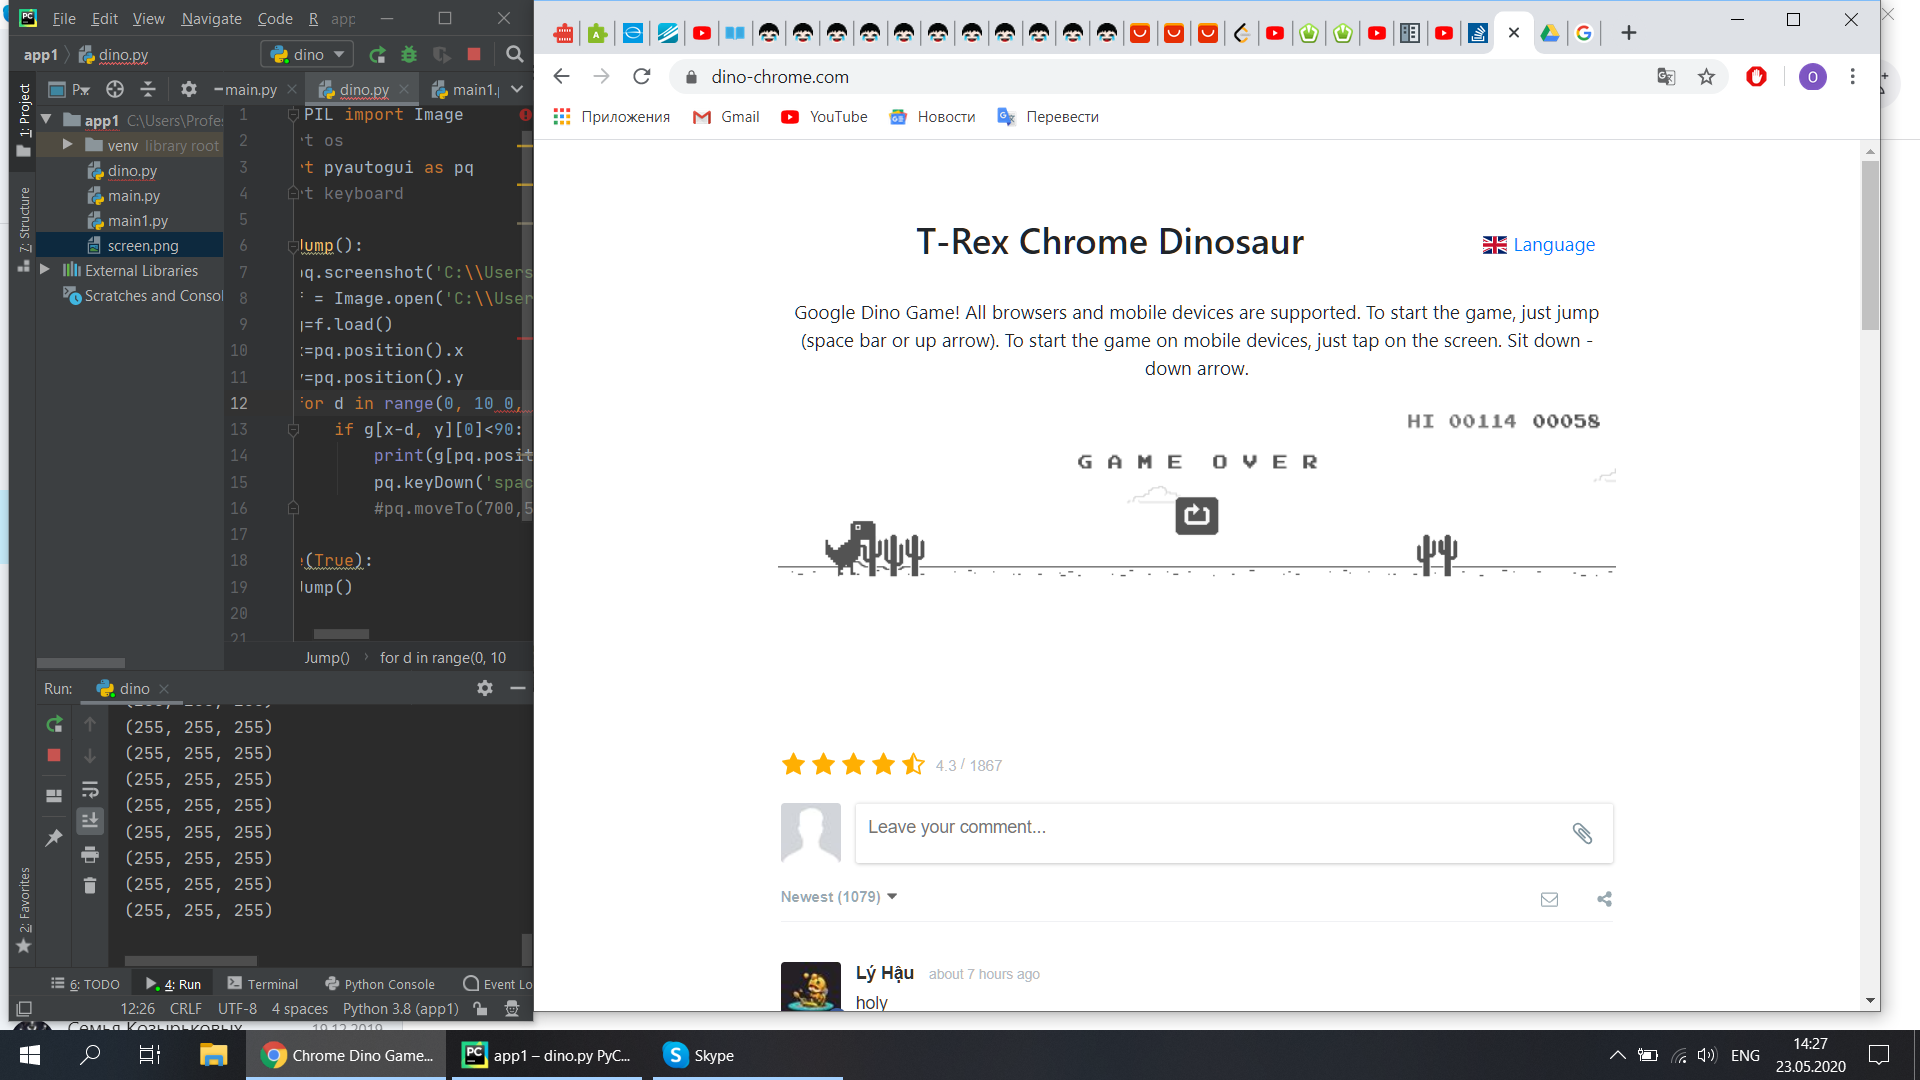 File Edit View Navigate Code R app
app1 dino.py dino
P.. main.py dino.py main1.
1: Project
7: Structure
2: Favorites
app1 C:\Users\Profes
venv library root
dino.py
main.py
main1.py
screen.png
External Libraries
Scratches and Consol
1 PIL import Image
2 t os
3 t pyautogui as pq
4 t keyboard
5
6 Jump():
7 pq.screenshot('C:\\Users
8 f = Image.open('C:\\User
9 g=f.load()
10 x=pq.position().x
11 y=pq.position().y
12 for d in range(0, 10 0,
13 if g[x-d, y][0]<90:
14 print(g[pq.posit
15 pq.keyDown('spac
16 #pq.moveTo(700,5
17
18 e(True):
19 Jump()
20
21
Jump() for d in range(0, 10
Run: dino
(255, 255, 255)
(255, 255, 255)
(255, 255, 255)
(255, 255, 255)
(255, 255, 255)
(255, 255, 255)
(255, 255, 255)
(255, 255, 255)
(255, 255, 255)
6: TODO 4: Run Terminal Python Console Event Lo
12:26 CRLF UTF-8 4 spaces Python 3.8 (app1)
Семья Козырьковых 19.12.2019
dino-chrome.com
O
Приложения Gmail YouTube Новости Перевести
T-Rex Chrome Dinosaur
Language
Google Dino Game! All browsers and mobile devices are supported. To start the game, just jump
(space bar or up arrow). To start the game on mobile devices, just tap on the screen. Sit down -
down arrow.
HI 00114 00058
GAME OVER
4.3 / 1867
Leave your comment...
Newest (1079)
Lý Hậu about 7 hours ago
holy
Chrome Dino Game... app1 – dino.py PyC... Skype
ENG
14:27
23.05.2020